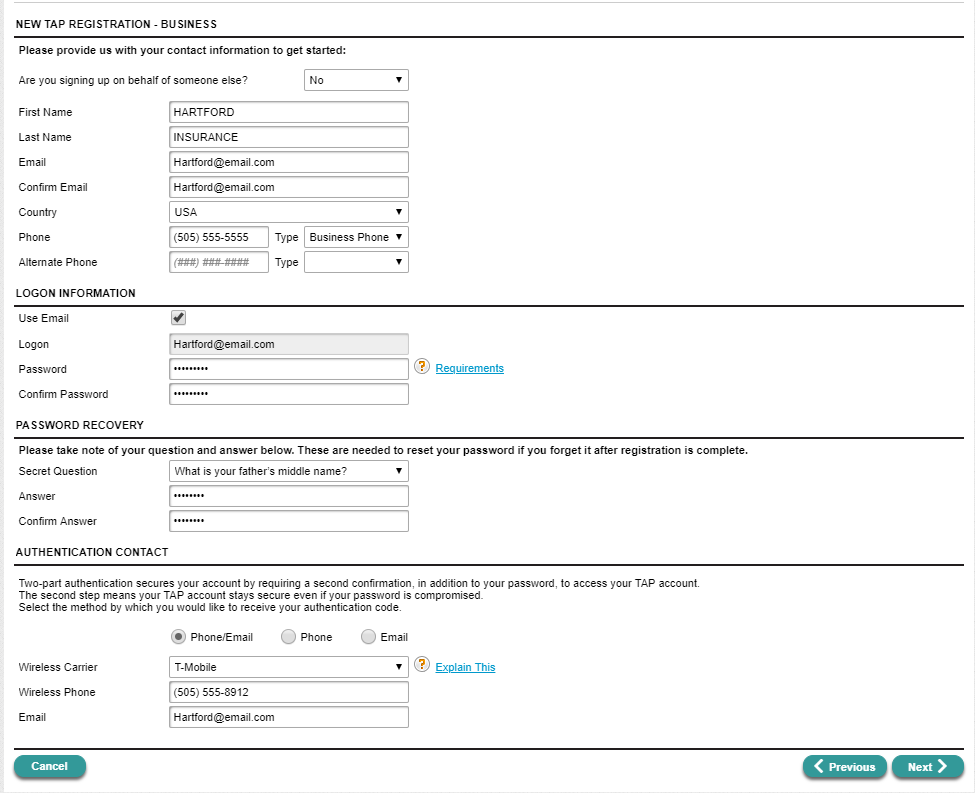 NEW TAP REGISTRATION - BUSINESS
Please provide us with your contact information to get started:
Are you signing up on behalf of someone else? No
First Name HARTFORD
Last Name INSURANCE
Email Hartford@email.com
Confirm Email Hartford@email.com
Country USA
Phone (505) 555-5555 Type Business Phone
Alternate Phone (###) ###-#### Type
LOGON INFORMATION
Use Email
Logon Hartford@email.com
Password ••••••••• ? Requirements
Confirm Password •••••••••
PASSWORD RECOVERY
Please take note of your question and answer below. These are needed to reset your password if you forget it after registration is complete.
Secret Question What is your father's middle name?
Answer ••••••••
Confirm Answer ••••••••
AUTHENTICATION CONTACT
Two-part authentication secures your account by requiring a second confirmation, in addition to your password, to access your TAP account.
The second step means your TAP account stays secure even if your password is compromised.
Select the method by which you would like to receive your authentication code.
Phone/Email Phone Email
Wireless Carrier T-Mobile ? Explain This
Wireless Phone (505) 555-8912
Email Hartford@email.com
Cancel Previous Next